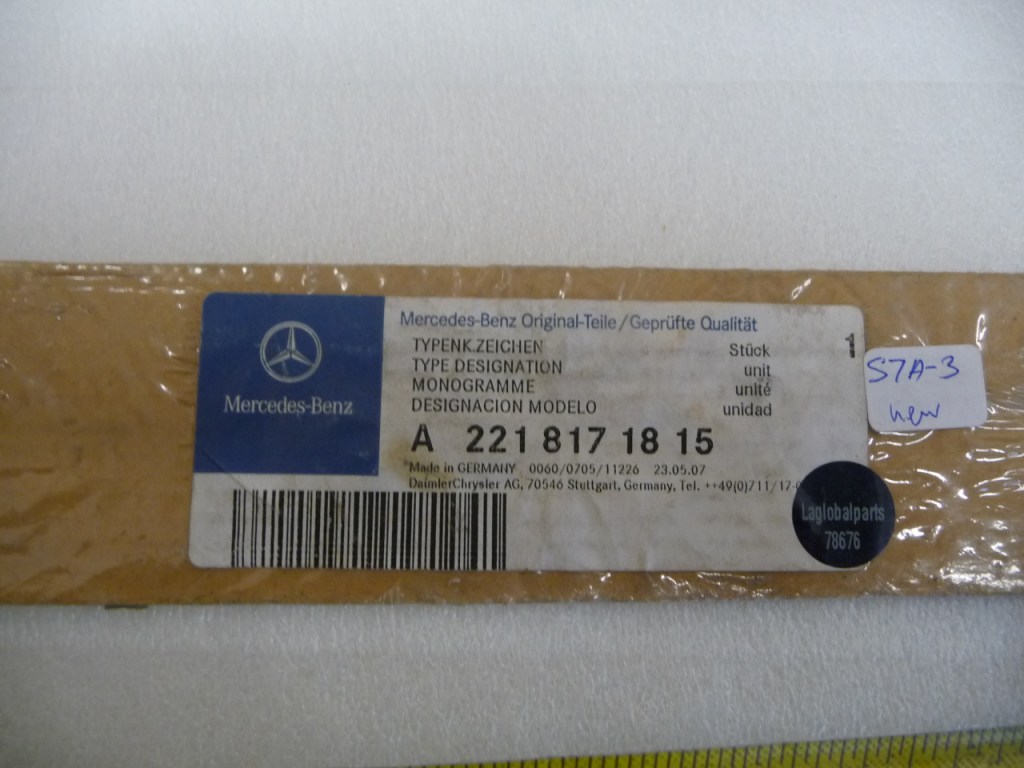 Mercedes-Benz
Mercedes-Benz Original-Teile/Geprüfte Qualität
TYPENK.ZEICHEN Stück 1
TYPE DESIGNATION unit
MONOGRAMME unité
DESIGNACION MODELO unidad
A 221 817 18 15
Made in GERMANY 0060/0705/11226 23.05.07
DaimlerChrysler AG, 70546 Stuttgart, Germany, Tel. ++49(0)711/17-0
S7A-3
new
Laglobalparts
78676